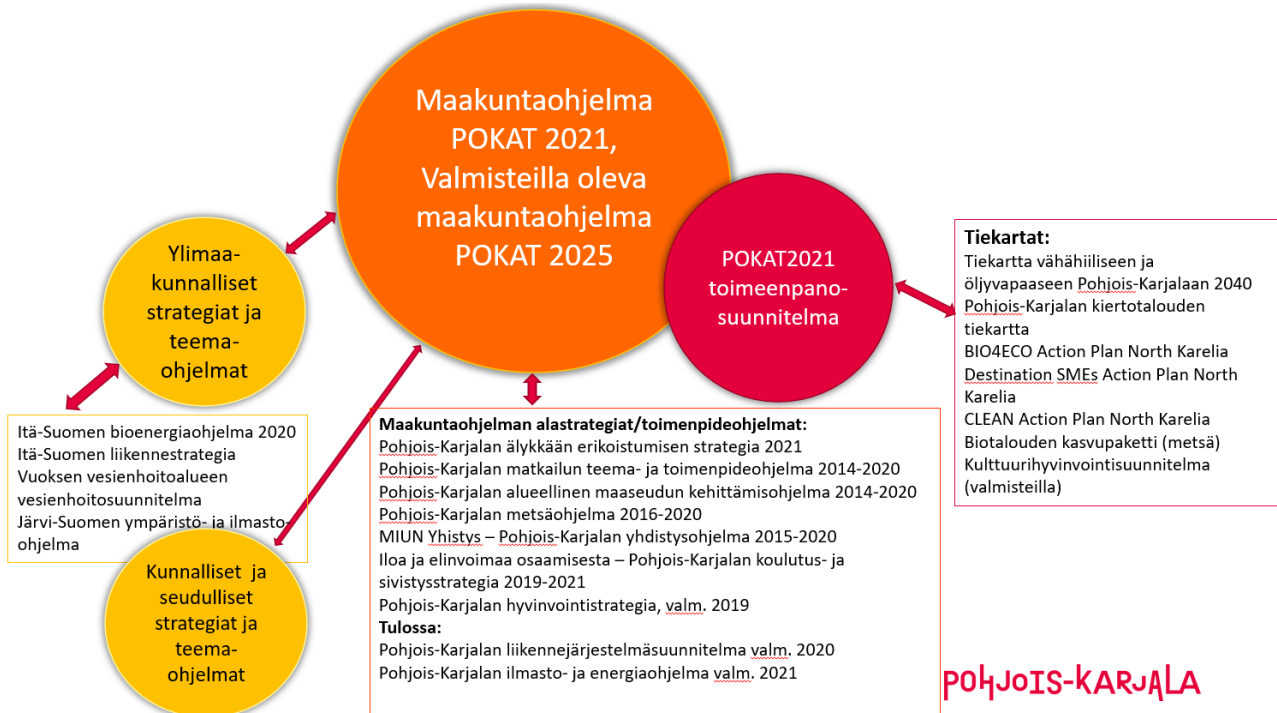 Maakuntaohjelma
POKAT 2021,
Valmisteilla oleva
maakuntaohjelma
POKAT 2025
POKAT2021
toimeenpano-
suunnitelma
Ylimaa-
kunnalliset
strategiat ja
teema-
ohjelmat
Tiekartat:
Tiekartta vähähiiliseen ja
öljyvapaaseen Pohjois-Karjalaan 2040
Pohjois-Karjalan kiertotalouden
tiekartta
BIO4ECO Action Plan North Karelia
Destination SMEs Action Plan North
Karelia
CLEAN Action Plan North Karelia
Biotalouden kasvupaketti (metsä)
Kulttuurihyvinvointisuunnitelma
(valmisteilla)
Itä-Suomen bioenergiaohjelma 2020
Itä-Suomen liikennestrategia
Vuoksen vesienhoitoalueen
vesienhoitosuunnitelma
Järvi-Suomen ympäristö- ja ilmasto-
ohjelma
Kunnalliset ja
seudulliset
strategiat ja
teema-
ohjelmat
Maakuntaohjelman alastrategiat/toimenpideohjelmat:
Pohjois-Karjalan älykkään erikoistumisen strategia 2021
Pohjois-Karjalan matkailun teema- ja toimenpideohjelma 2014-2020
Pohjois-Karjalan alueellinen maaseudun kehittämisohjelma 2014-2020
Pohjois-Karjalan metsäohjelma 2016-2020
MIUN Yhistys – Pohjois-Karjalan yhdistysohjelma 2015-2020
Iloa ja elinvoimaa osaamisesta – Pohjois-Karjalan koulutus- ja
sivistysstrategia 2019-2021
Pohjois-Karjalan hyvinvointistrategia, valm. 2019
Tulossa:
Pohjois-Karjalan liikennejärjestelmäsuunnitelma valm. 2020
Pohjois-Karjalan ilmasto- ja energiaohjelma valm. 2021
POHJOIS-KARJALA